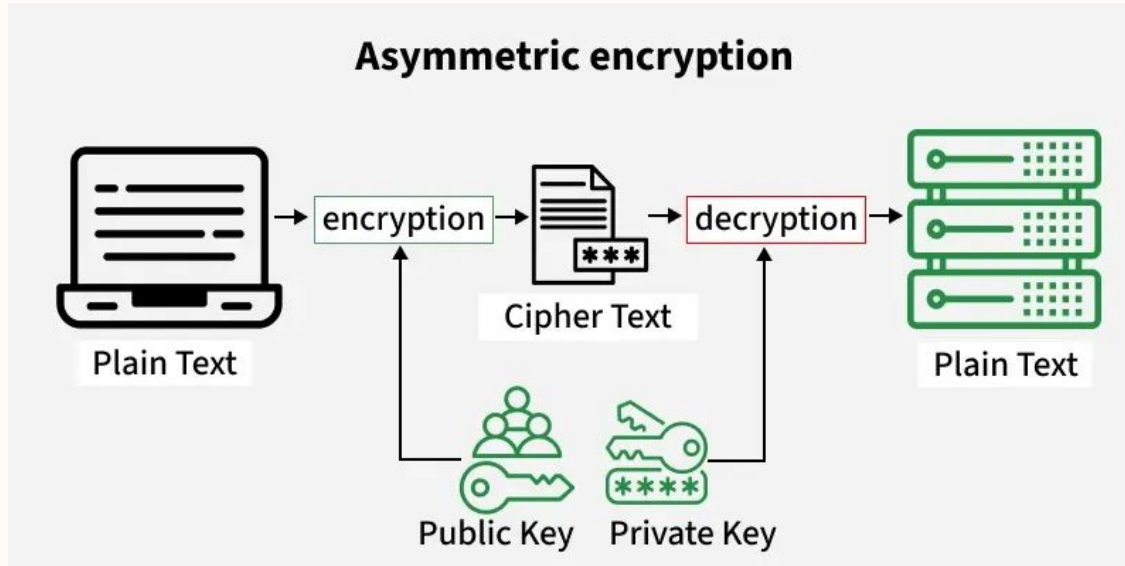 Asymmetric encryption
encryption
decryption
***
Cipher Text
Plain Text
Plain Text
****
Public Key
Private Key